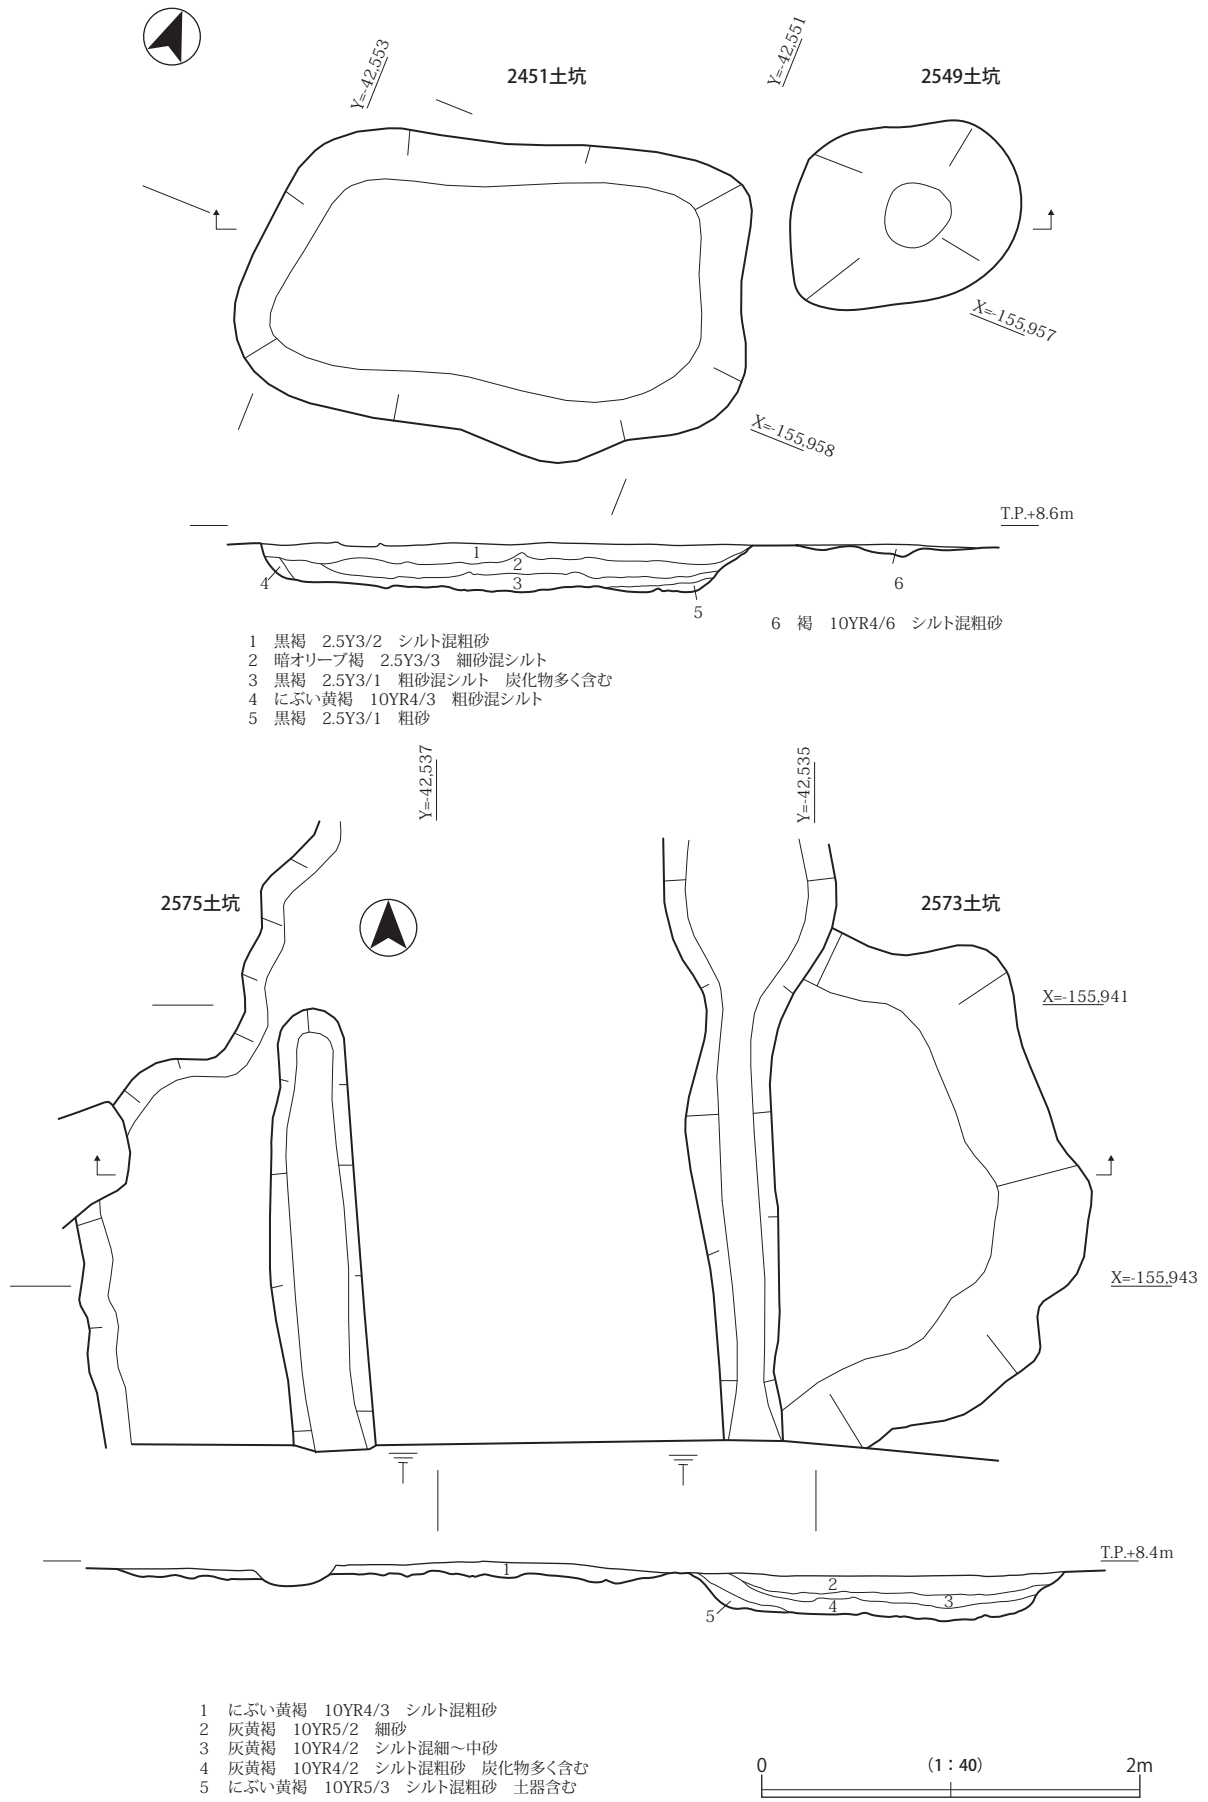 Y=-42,553
2451土坑
Y=-42,551
2549土坑
X=-155,957
X=-155,958
T.P.+8.6m
1
2
3
4
5
6
6　褐　10YR4/6　シルト混粗砂
1　黒褐　2.5Y3/2　シルト混粗砂
2　暗オリーブ褐　2.5Y3/3　細砂混シルト
3　黒褐　2.5Y3/1　粗砂混シルト　炭化物多く含む
4　にぶい黄褐　10YR4/3　粗砂混シルト
5　黒褐　2.5Y3/1　粗砂
Y=-42,537
Y=-42,535
2575土坑
2573土坑
X=-155,941
X=-155,943
T.P.+8.4m
1
2
3
4
5
1　にぶい黄褐　10YR4/3　シルト混粗砂
2　灰黄褐　10YR5/2　細砂
3　灰黄褐　10YR4/2　シルト混細～中砂
4　灰黄褐　10YR4/2　シルト混粗砂　炭化物多く含む
5　にぶい黄褐　10YR5/3　シルト混粗砂　土器含む
0　（1：40）　2m